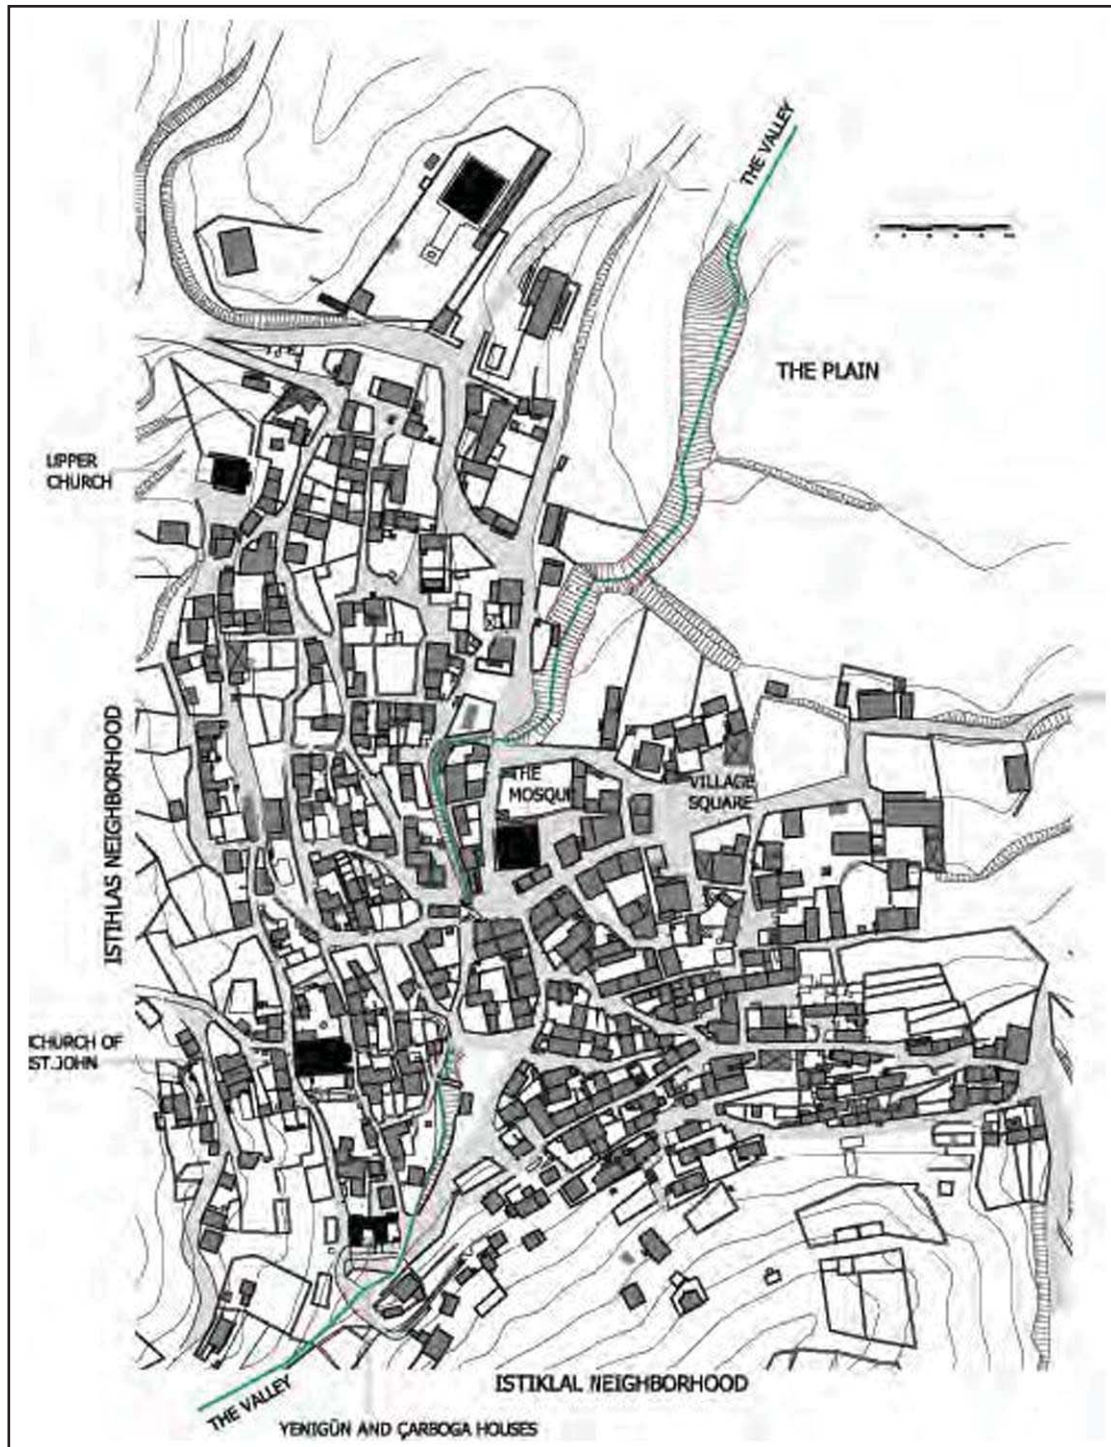 THE VALLEY
THE PLAIN
UPPER
CHURCH
THE
MOSQUE
VILLAGE
SQUARE
ISTIHLAS NEIGHBORHOOD
CHURCH OF
ST.JOHN
ISTIKLAL NEIGHBORHOOD
THE VALLEY
YENIGÜN AND ÇARBOGA HOUSES